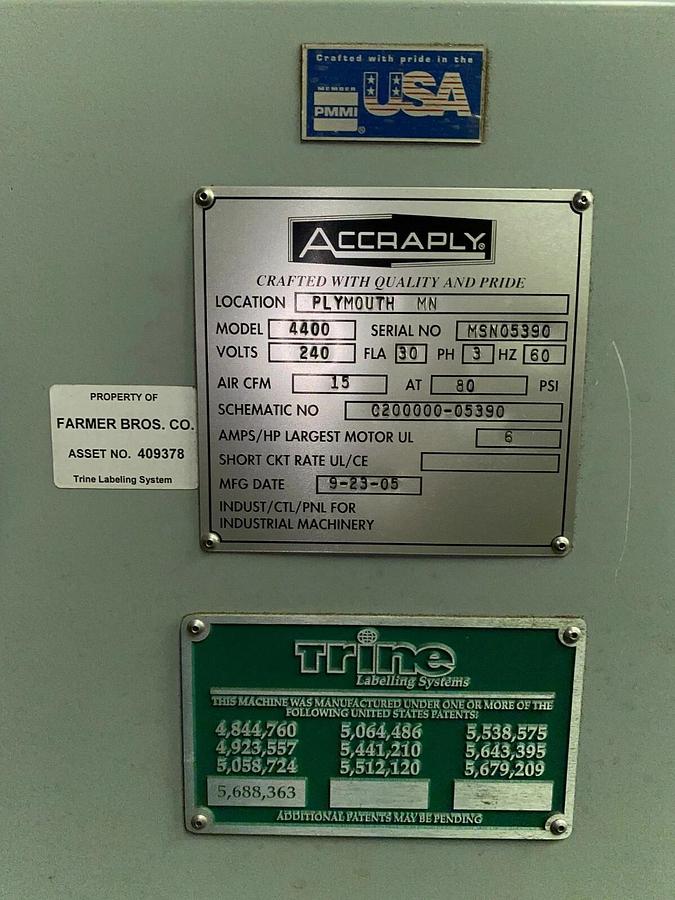 Crafted with pride in the
USA
MEMBER
PMMI
®
ACCRAPLY®
CRAFTED WITH QUALITY AND PRIDE
LOCATION PLYMOUTH MN
MODEL 4400 SERIAL NO MSN05390
VOLTS 240 FLA 30 PH 3 HZ 60
AIR CFM 15 AT 80 PSI
SCHEMATIC NO C200000-05390
AMPS/HP LARGEST MOTOR UL 6
SHORT CKT RATE UL/CE
MFG DATE 9-23-05
INDUST/CTL/PNL FOR
INDUSTRIAL MACHINERY
PROPERTY OF
FARMER BROS. CO.
ASSET NO. 409378
Trine Labeling System
Trine
Labelling Systems
THIS MACHINE WAS MANUFACTURED UNDER ONE OR MORE OF THE
FOLLOWING UNITED STATES PATENTS:
4,844,760 5,064,486 5,538,575
4,923,557 5,441,210 5,643,395
5,058,724 5,512,120 5,679,209
5,688,363
ADDITIONAL PATENTS MAY BE PENDING